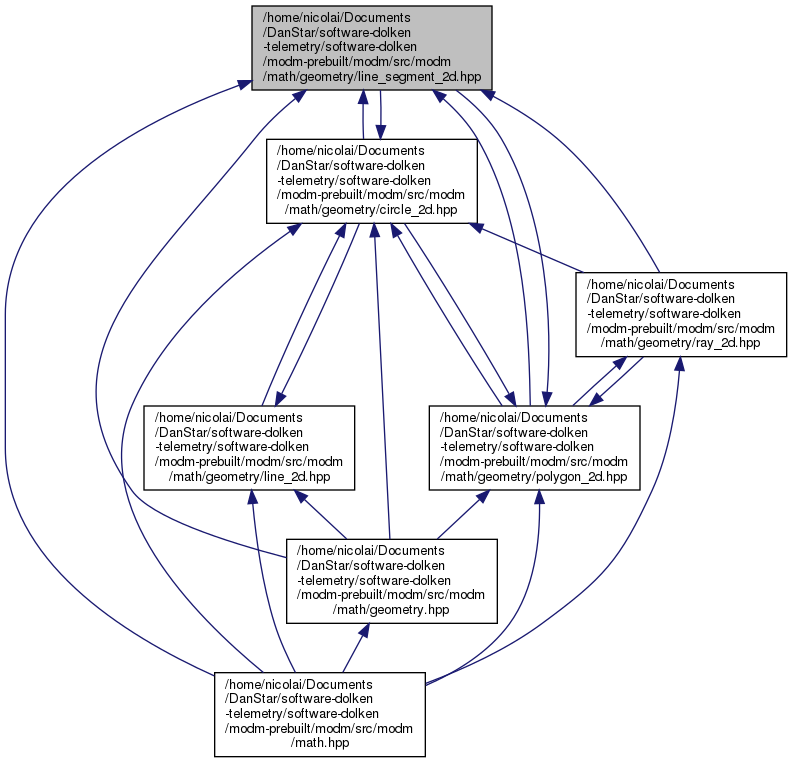 /home/nicolai/Documents
/DanStar/software-dolken
-telemetry/software-dolken
/modm-prebuilt/modm/src/modm
/math/geometry/line_segment_2d.hpp
/home/nicolai/Documents
/DanStar/software-dolken
-telemetry/software-dolken
/modm-prebuilt/modm/src/modm
/math/geometry/circle_2d.hpp
/home/nicolai/Documents
/DanStar/software-dolken
-telemetry/software-dolken
/modm-prebuilt/modm/src/modm
/math/geometry/ray_2d.hpp
/home/nicolai/Documents
/DanStar/software-dolken
-telemetry/software-dolken
/modm-prebuilt/modm/src/modm
/math/geometry/line_2d.hpp
/home/nicolai/Documents
/DanStar/software-dolken
-telemetry/software-dolken
/modm-prebuilt/modm/src/modm
/math/geometry/polygon_2d.hpp
/home/nicolai/Documents
/DanStar/software-dolken
-telemetry/software-dolken
/modm-prebuilt/modm/src/modm
/math/geometry.hpp
/home/nicolai/Documents
/DanStar/software-dolken
-telemetry/software-dolken
/modm-prebuilt/modm/src/modm
/math.hpp